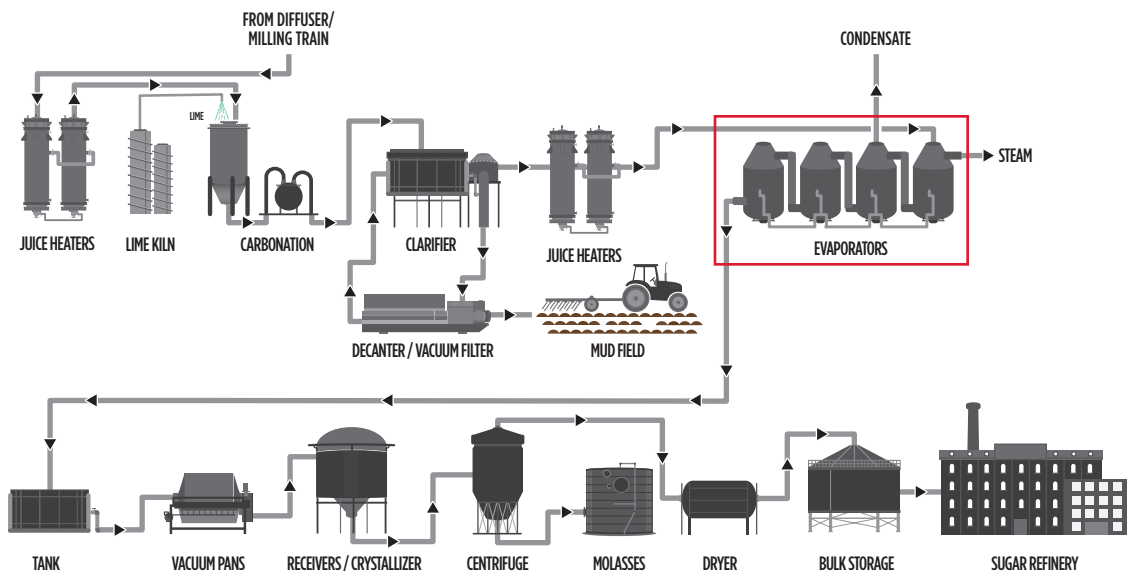 FROM DIFFUSER/
MILLING TRAIN
CONDENSATE
LIME
STEAM
JUICE HEATERS
LIME KILN
CARBONATION
CLARIFIER
JUICE HEATERS
EVAPORATORS
DECANTER / VACUUM FILTER
MUD FIELD
TANK
VACUUM PANS
RECEIVERS / CRYSTALLIZER
CENTRIFUGE
MOLASSES
DRYER
BULK STORAGE
SUGAR REFINERY